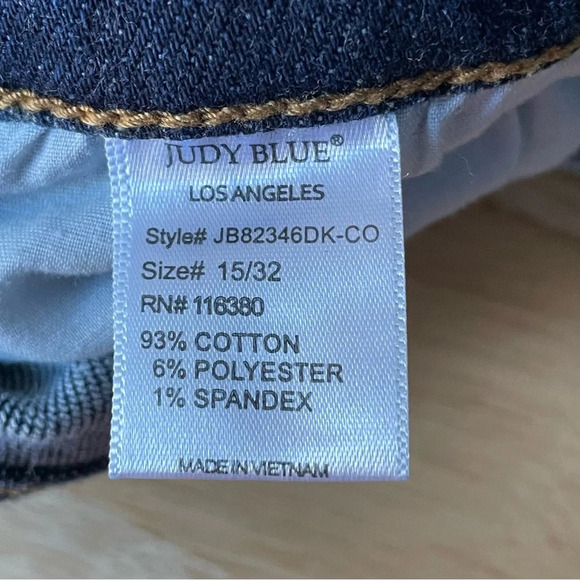 JUDY BLUE®
LOS ANGELES
Style# JB82346DK-CO
Size# 15/32
RN# 116380
93% COTTON
6% POLYESTER
1% SPANDEX
MADE IN VIETNAM